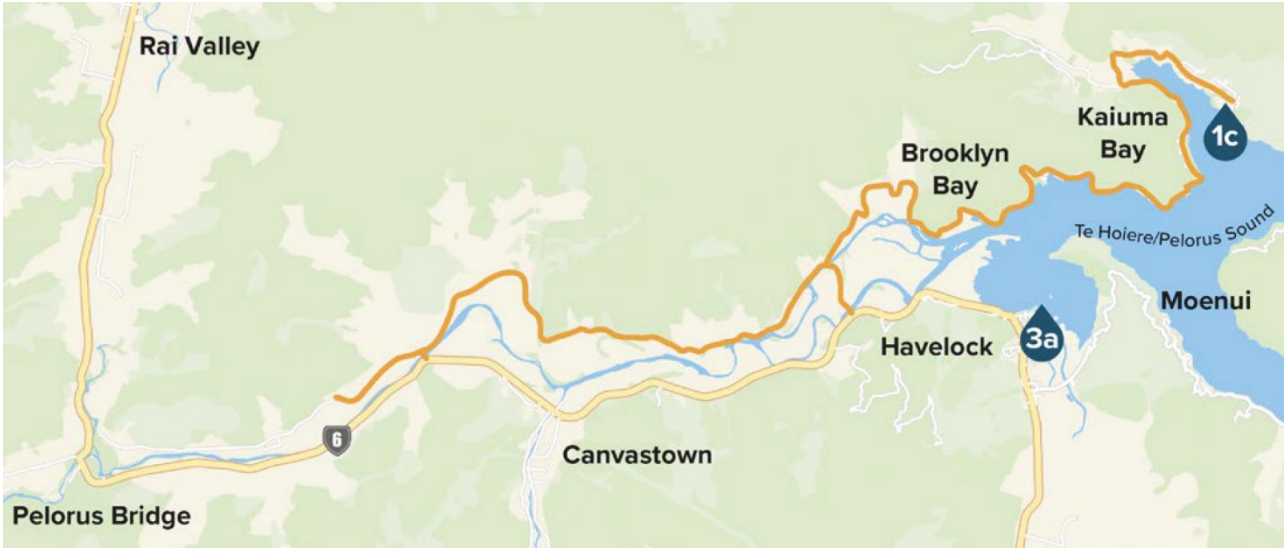 Rai Valley
Kaiuma
Bay
1c
Brooklyn
Bay
Te Hoiere/Pelorus Sound
Moenui
Havelock
3a
6
Canvastown
Pelorus Bridge